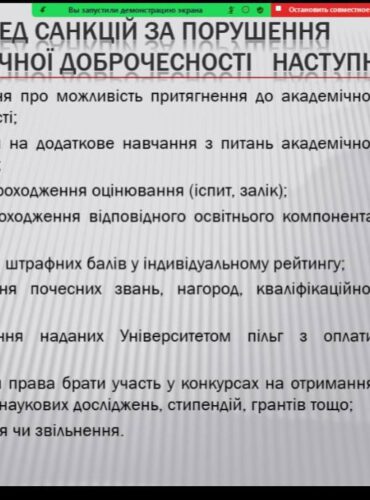 Вы запустили демонстрацию экрана
Остановить совместное
ЕД САНКЦІЙ ЗА ПОРУШЕННЯ
ЧНОЇ ДОБРОЧЕСНОСТІ НАСТУПН
ня про можливість притягнення до академічно
сті;
на додаткове навчання з питань академічно
;
роходження оцінювання (іспит, залік);
оходження відповідного освітнього компонента
штрафних балів у індивідуальному рейтингу;
ня почесних звань, нагород, кваліфікаційно
ння наданих Університетом пільг з оплати
права брати участь у конкурсах на отримання
наукових досліджень, стипендій, грантів тощо;
я чи звільнення.